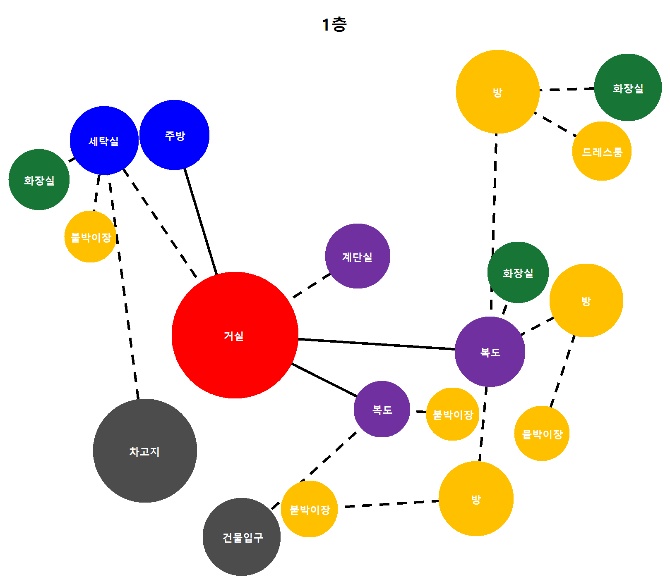 1층
방
화장실
드레스룸
세탁실
주방
화장실
붙박이장
계단실
화장실
방
거실
복도
복도
붙박이장
붙박이장
차고지
방
붙박이장
건물입구